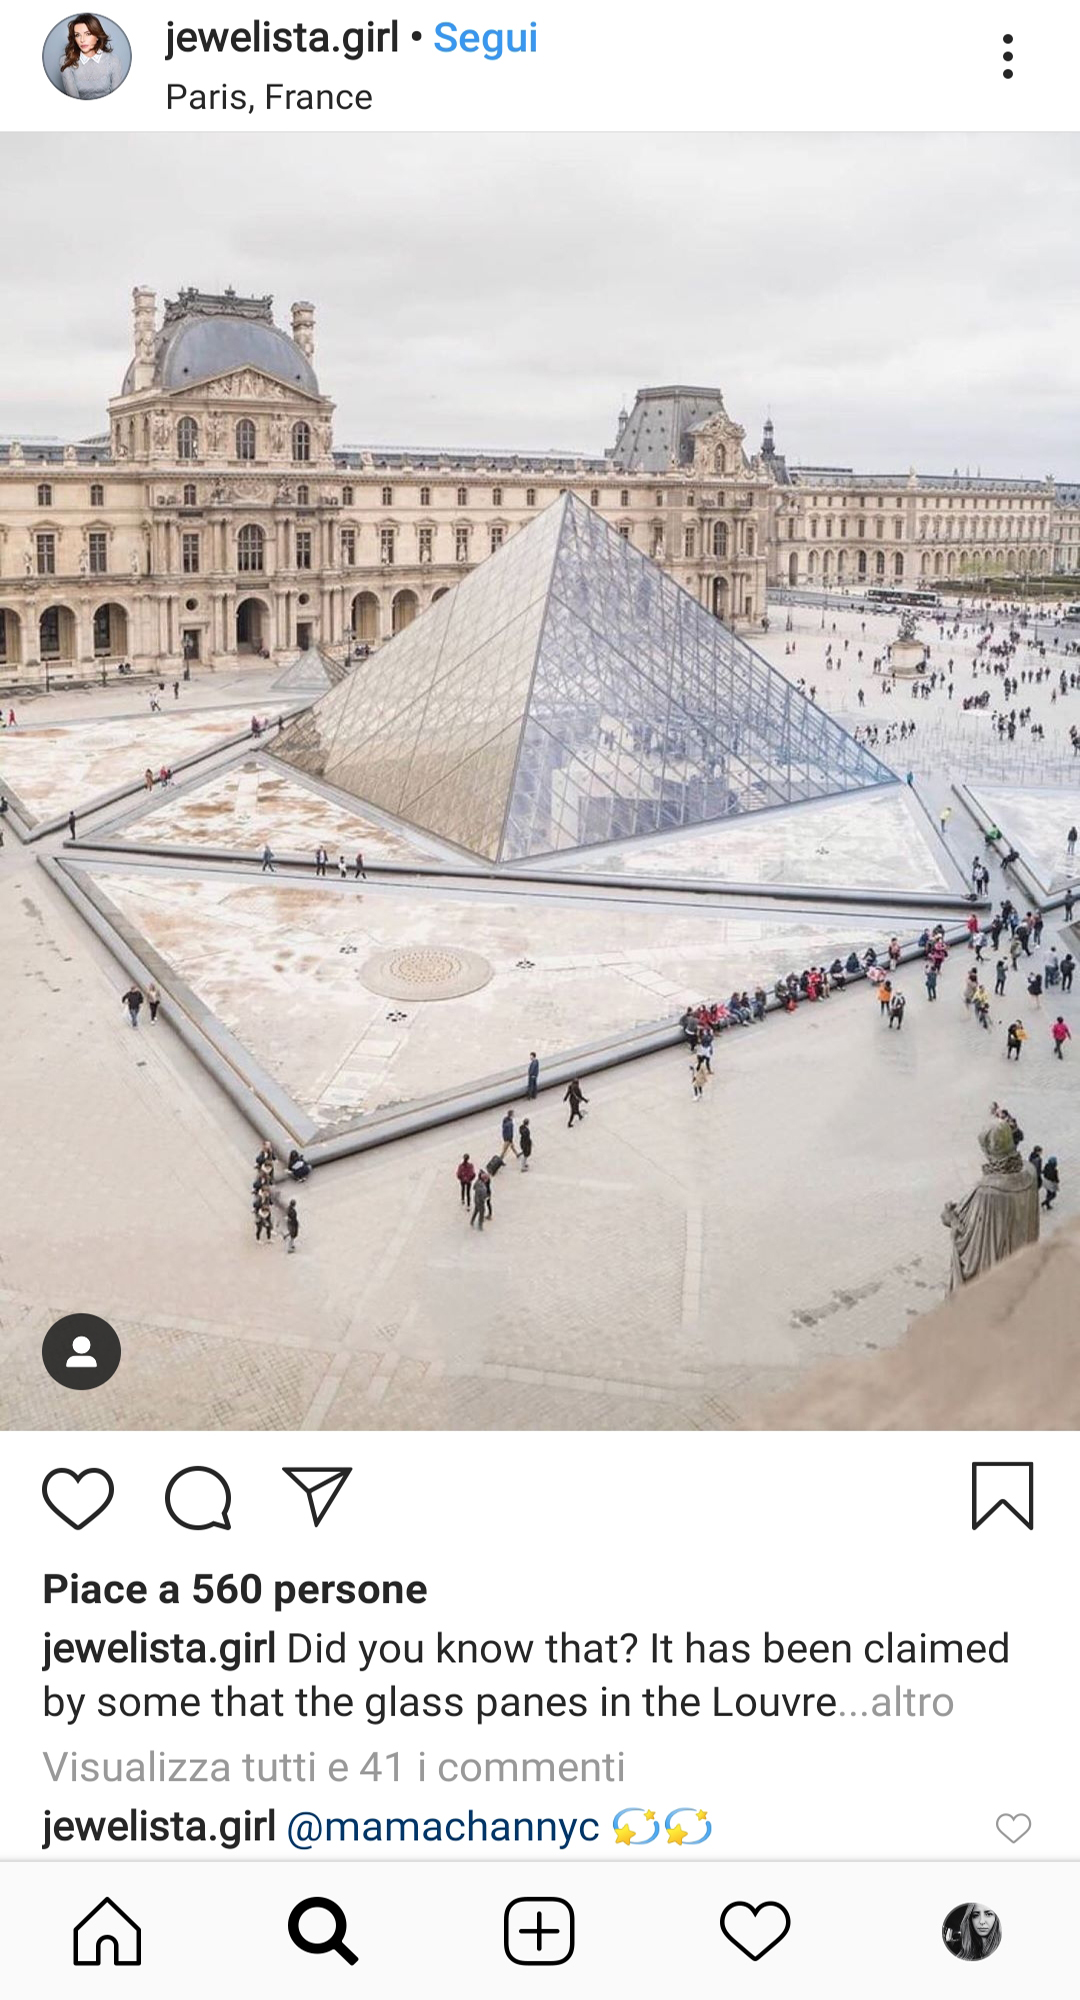 jewelista.girl • Segui
Paris, France
Piace a 560 persone
jewelista.girl Did you know that? It has been claimed
by some that the glass panes in the Louvre...altro
Visualizza tutti e 41 i commenti
jewelista.girl @mamachannyc 💫💫